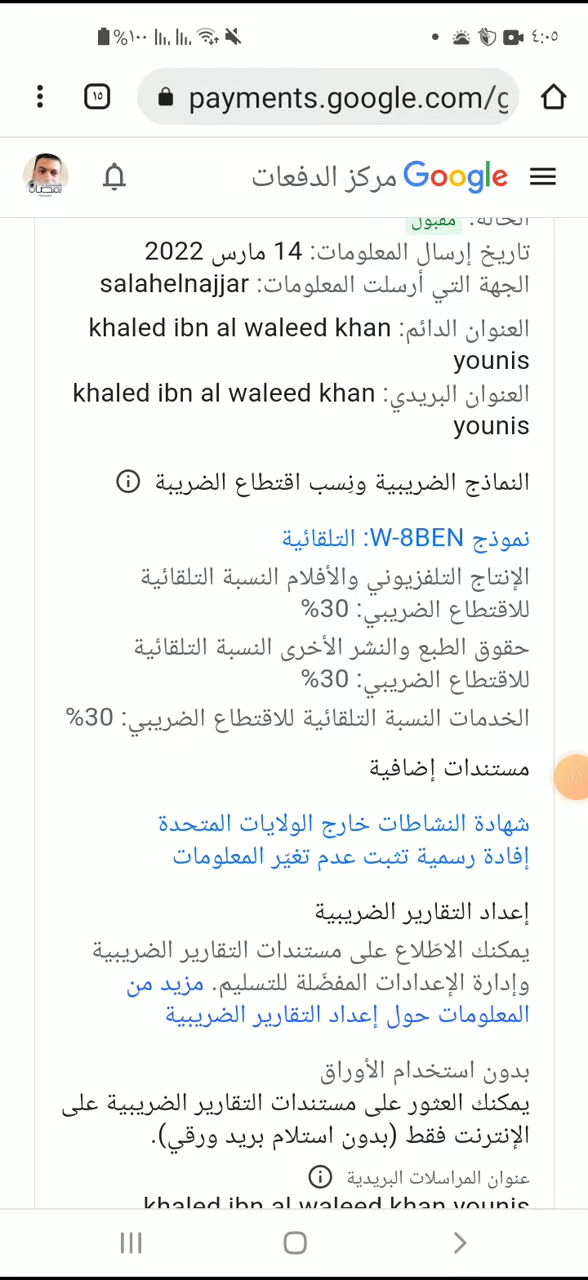 %١٠٠
٤:٠٥
١٥
payments.google.com/g
Google مركز الدفعات
الحالة: مقبول
تاريخ إرسال المعلومات: 14 مارس 2022
الجهة التي أرسلت المعلومات: salahelnajjar
العنوان الدائم: khaled ibn al waleed khan
younis
العنوان البريدي: khaled ibn al waleed khan
younis
النماذج الضريبية ونِسب اقتطاع الضريبة
نموذج W-8BEN: التلقائية
الإنتاج التلفزيوني والأفلام النسبة التلقائية
للاقتطاع الضريبي: 30%
حقوق الطبع والنشر الأخرى النسبة التلقائية
للاقتطاع الضريبي: 30%
الخدمات النسبة التلقائية للاقتطاع الضريبي: 30%
مستندات إضافية
شهادة النشاطات خارج الولايات المتحدة
إفادة رسمية تثبت عدم تغيّر المعلومات
إعداد التقارير الضريبية
يمكنك الاطّلاع على مستندات التقارير الضريبية
وإدارة الإعدادات المفضّلة للتسليم. مزيد من
المعلومات حول إعداد التقارير الضريبية
بدون استخدام الأوراق
يمكنك العثور على مستندات التقارير الضريبية على
الإنترنت فقط (بدون استلام بريد ورقي).
عنوان المراسلات البريدية
khaled ibn al waleed khan younis